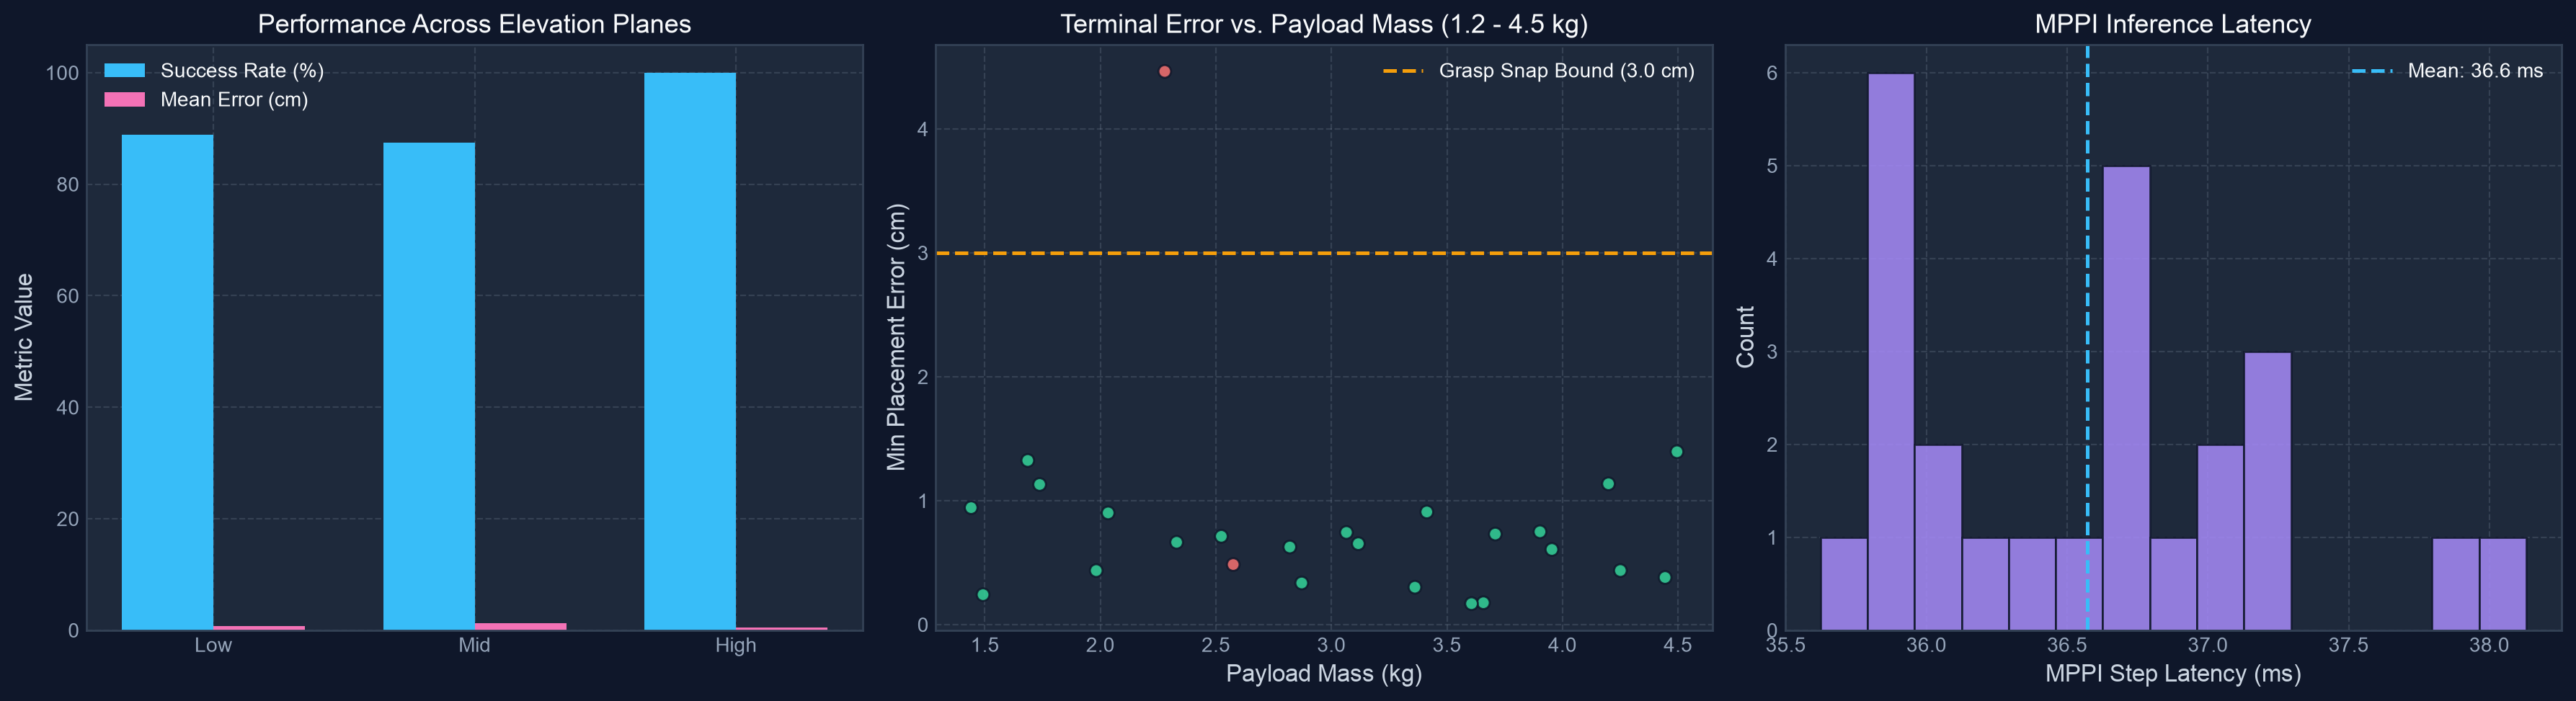 Performance Across Elevation Planes
Success Rate (%)
Mean Error (cm)
Metric Value
100
80
60
40
20
0
Low
Mid
High
Terminal Error vs. Payload Mass (1.2 - 4.5 kg)
Grasp Snap Bound (3.0 cm)
Min Placement Error (cm)
4
3
2
1
0
1.5
2.0
2.5
3.0
3.5
4.0
4.5
Payload Mass (kg)
MPPI Inference Latency
Mean: 36.6 ms
Count
6
5
4
3
2
1
0
35.5
36.0
36.5
37.0
37.5
38.0
MPPI Step Latency (ms)